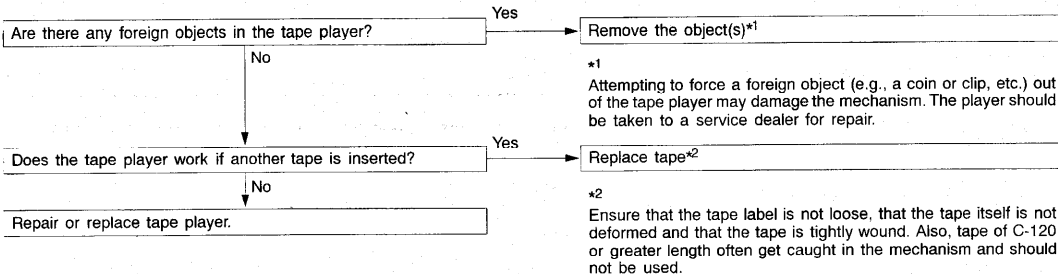 Yes
Are there any foreign objects in the tape player?
Remove the object(s)*1
No
*1
Attempting to force a foreign object (e.g., a coin or clip, etc.) out
of the tape player may damage the mechanism. The player should
be taken to a service dealer for repair.
Yes
Does the tape player work if another tape is inserted?
Replace tape*2
No
Repair or replace tape player.
*2
Ensure that the tape label is not loose, that the tape itself is not
deformed and that the tape is tightly wound. Also, tape of C-120
or greater length often get caught in the mechanism and should
not be used.